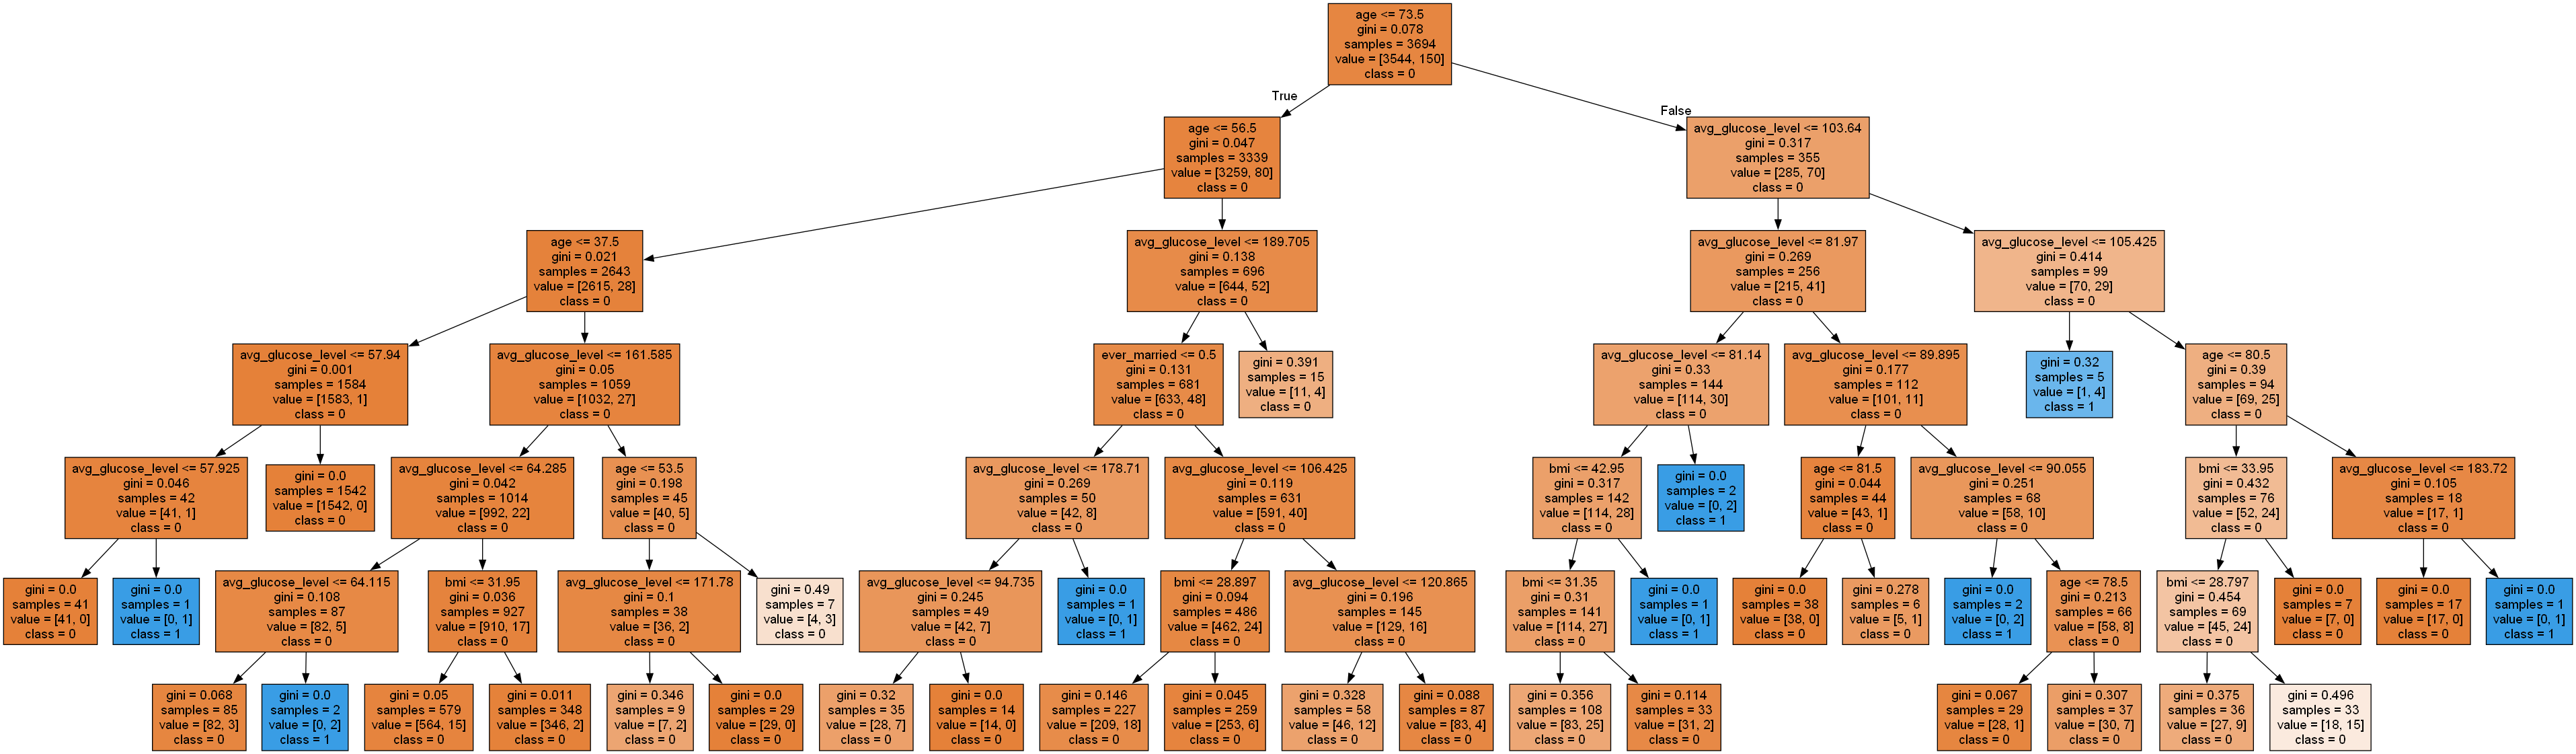 age <= 73.5
gini = 0.078
samples = 3694
value = [3544, 150]
class = 0
True
False
age <= 56.5
gini = 0.047
samples = 3339
value = [3259, 80]
class = 0
avg_glucose_level <= 103.64
gini = 0.317
samples = 355
value = [285, 70]
class = 0
age <= 37.5
gini = 0.021
samples = 2643
value = [2615, 28]
class = 0
avg_glucose_level <= 189.705
gini = 0.138
samples = 696
value = [644, 52]
class = 0
avg_glucose_level <= 81.97
gini = 0.269
samples = 256
value = [215, 41]
class = 0
avg_glucose_level <= 105.425
gini = 0.414
samples = 99
value = [70, 29]
class = 0
avg_glucose_level <= 57.94
gini = 0.001
samples = 1584
value = [1583, 1]
class = 0
avg_glucose_level <= 161.585
gini = 0.05
samples = 1059
value = [1032, 27]
class = 0
ever_married <= 0.5
gini = 0.131
samples = 681
value = [633, 48]
class = 0
gini = 0.391
samples = 15
value = [11, 4]
class = 0
avg_glucose_level <= 81.14
gini = 0.33
samples = 144
value = [114, 30]
class = 0
avg_glucose_level <= 89.895
gini = 0.177
samples = 112
value = [101, 11]
class = 0
gini = 0.32
samples = 5
value = [1, 4]
class = 1
age <= 80.5
gini = 0.39
samples = 94
value = [69, 25]
class = 0
avg_glucose_level <= 57.925
gini = 0.046
samples = 42
value = [41, 1]
class = 0
gini = 0.0
samples = 1542
value = [1542, 0]
class = 0
avg_glucose_level <= 64.285
gini = 0.042
samples = 1014
value = [992, 22]
class = 0
age <= 53.5
gini = 0.198
samples = 45
value = [40, 5]
class = 0
avg_glucose_level <= 178.71
gini = 0.269
samples = 50
value = [42, 8]
class = 0
avg_glucose_level <= 106.425
gini = 0.119
samples = 631
value = [591, 40]
class = 0
bmi <= 42.95
gini = 0.317
samples = 142
value = [114, 28]
class = 0
gini = 0.0
samples = 2
value = [0, 2]
class = 1
age <= 81.5
gini = 0.044
samples = 44
value = [43, 1]
class = 0
avg_glucose_level <= 90.055
gini = 0.251
samples = 68
value = [58, 10]
class = 0
bmi <= 33.95
gini = 0.432
samples = 76
value = [52, 24]
class = 0
avg_glucose_level <= 183.72
gini = 0.105
samples = 18
value = [17, 1]
class = 0
gini = 0.0
samples = 41
value = [41, 0]
class = 0
gini = 0.0
samples = 1
value = [0, 1]
class = 1
avg_glucose_level <= 64.115
gini = 0.108
samples = 87
value = [82, 5]
class = 0
bmi <= 31.95
gini = 0.036
samples = 927
value = [910, 17]
class = 0
avg_glucose_level <= 171.78
gini = 0.1
samples = 38
value = [36, 2]
class = 0
gini = 0.49
samples = 7
value = [4, 3]
class = 0
avg_glucose_level <= 94.735
gini = 0.245
samples = 49
value = [42, 7]
class = 0
gini = 0.0
samples = 1
value = [0, 1]
class = 1
bmi <= 28.897
gini = 0.094
samples = 486
value = [462, 24]
class = 0
avg_glucose_level <= 120.865
gini = 0.196
samples = 145
value = [129, 16]
class = 0
bmi <= 31.35
gini = 0.31
samples = 141
value = [114, 27]
class = 0
gini = 0.0
samples = 1
value = [0, 1]
class = 1
gini = 0.0
samples = 38
value = [38, 0]
class = 0
gini = 0.278
samples = 6
value = [5, 1]
class = 0
gini = 0.0
samples = 2
value = [0, 2]
class = 1
age <= 78.5
gini = 0.213
samples = 66
value = [58, 8]
class = 0
bmi <= 28.797
gini = 0.454
samples = 69
value = [45, 24]
class = 0
gini = 0.0
samples = 7
value = [7, 0]
class = 0
gini = 0.0
samples = 17
value = [17, 0]
class = 0
gini = 0.0
samples = 1
value = [0, 1]
class = 1
gini = 0.068
samples = 85
value = [82, 3]
class = 0
gini = 0.0
samples = 2
value = [0, 2]
class = 1
gini = 0.05
samples = 579
value = [564, 15]
class = 0
gini = 0.011
samples = 348
value = [346, 2]
class = 0
gini = 0.346
samples = 9
value = [7, 2]
class = 0
gini = 0.0
samples = 29
value = [29, 0]
class = 0
gini = 0.32
samples = 35
value = [28, 7]
class = 0
gini = 0.0
samples = 14
value = [14, 0]
class = 0
gini = 0.146
samples = 227
value = [209, 18]
class = 0
gini = 0.045
samples = 259
value = [253, 6]
class = 0
gini = 0.328
samples = 58
value = [46, 12]
class = 0
gini = 0.088
samples = 87
value = [83, 4]
class = 0
gini = 0.356
samples = 108
value = [83, 25]
class = 0
gini = 0.114
samples = 33
value = [31, 2]
class = 0
gini = 0.067
samples = 29
value = [28, 1]
class = 0
gini = 0.307
samples = 37
value = [30, 7]
class = 0
gini = 0.375
samples = 36
value = [27, 9]
class = 0
gini = 0.496
samples = 33
value = [18, 15]
class = 0